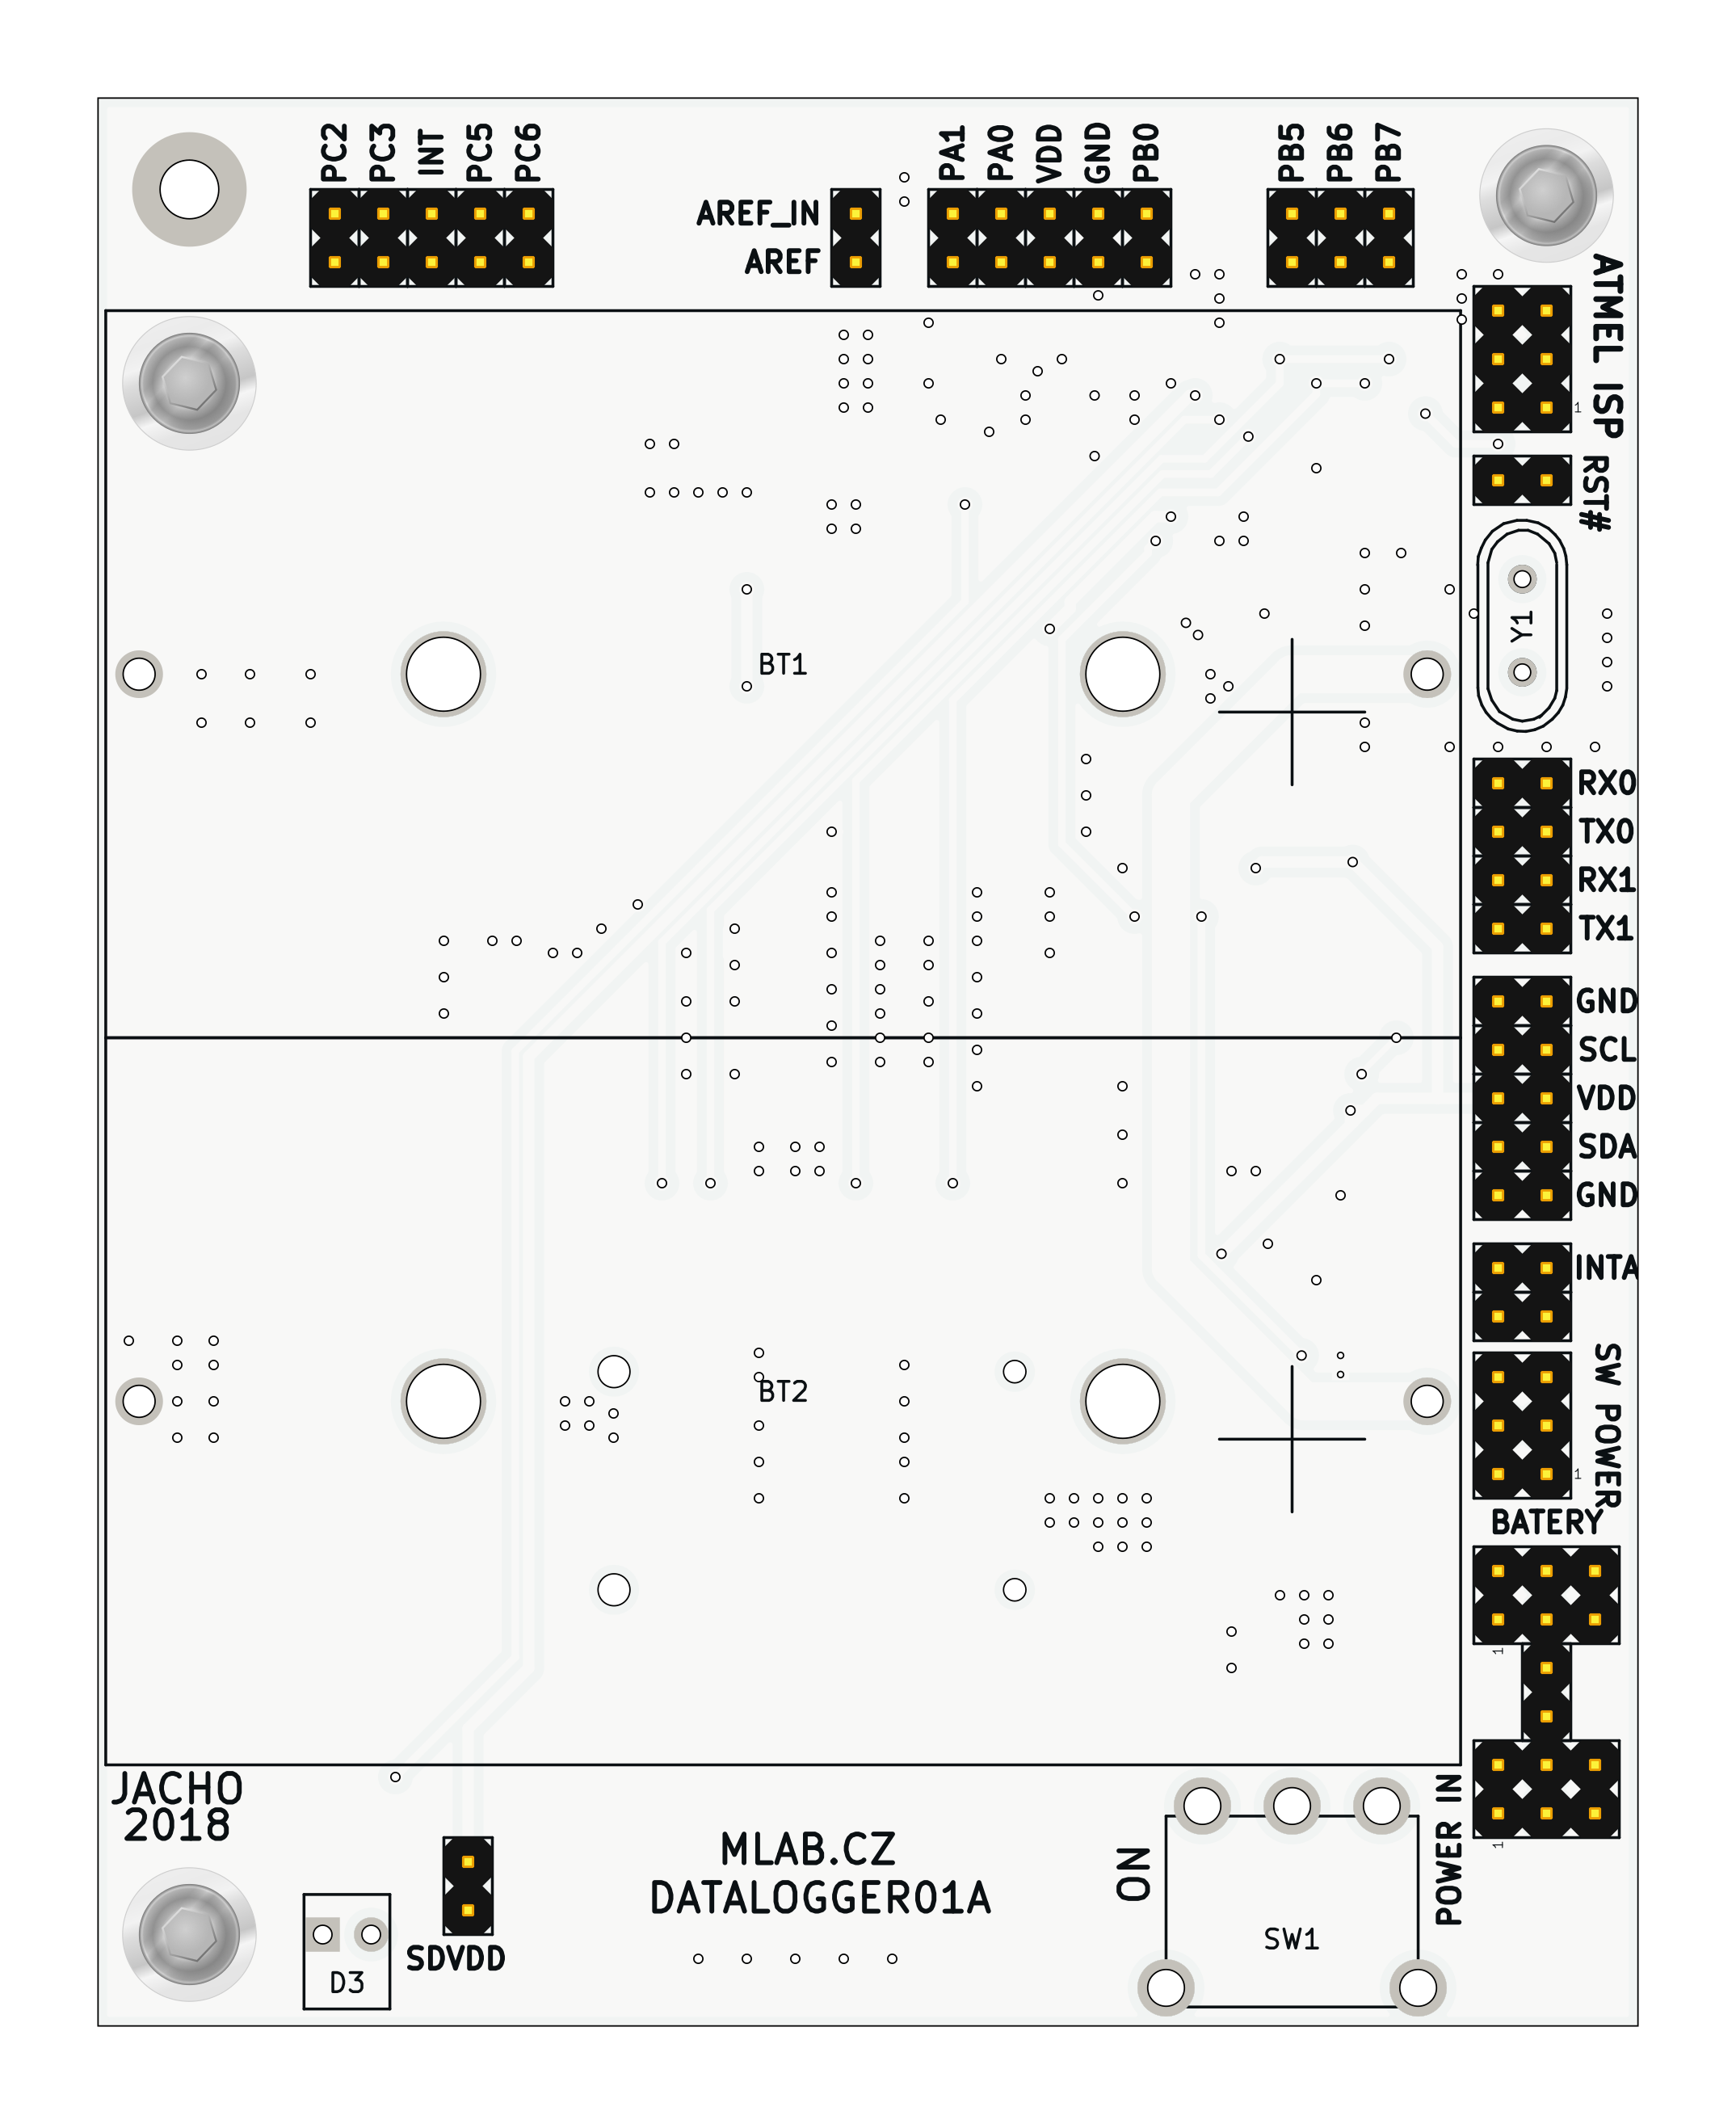 PC2 PC3 INT PC5 PC6
PA1 PA0 VDD GND PB0
PB5 PB6 PB7
AREF_IN
AREF
ATMEL ISP
1
RST#
Y1
BT1
RX0
TX0
RX1
TX1
GND
SCL
VDD
SDA
GND
INTA
SW POWER
1
BT2
BATERY
1
POWER IN
1
JACHO
2018
MLAB.CZ
DATALOGGER01A
ON
SW1
SDVDD
D3